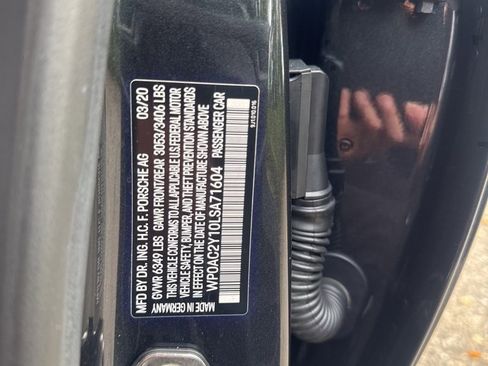 MFD BY DR. ING. H.C. F. PORSCHE AG 03/20
GVWR 6349 LBS GAWR FRONT/REAR 3053/3406 LBS
THIS VEHICLE CONFORMS TO ALL APPLICABLE U.S. FEDERAL MOTOR
VEHICLE SAFETY, BUMPER, AND THEFT PREVENTION STANDARDS
IN EFFECT ON THE DATE OF MANUFACTURE SHOWN ABOVE
WP0AC2Y10LSA71604 PASSENGER CAR
MADE IN GERMANY